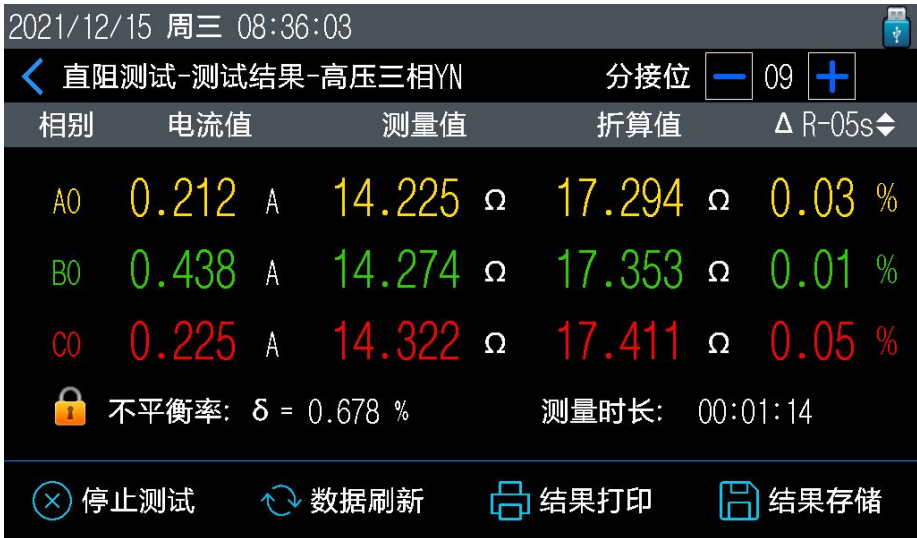 2021/12/15 周三 08:36:03
直阻测试-测试结果-高压三相YN 分接位 09
相别 电流值 测量值 折算值 Δ R-05s
A0 0.212 A 14.225 Ω 17.294 Ω 0.03 %
B0 0.438 A 14.274 Ω 17.353 Ω 0.01 %
C0 0.225 A 14.322 Ω 17.411 Ω 0.05 %
不平衡率: δ = 0.678 % 测量时长: 00:01:14
停止测试 数据刷新 结果打印 结果存储